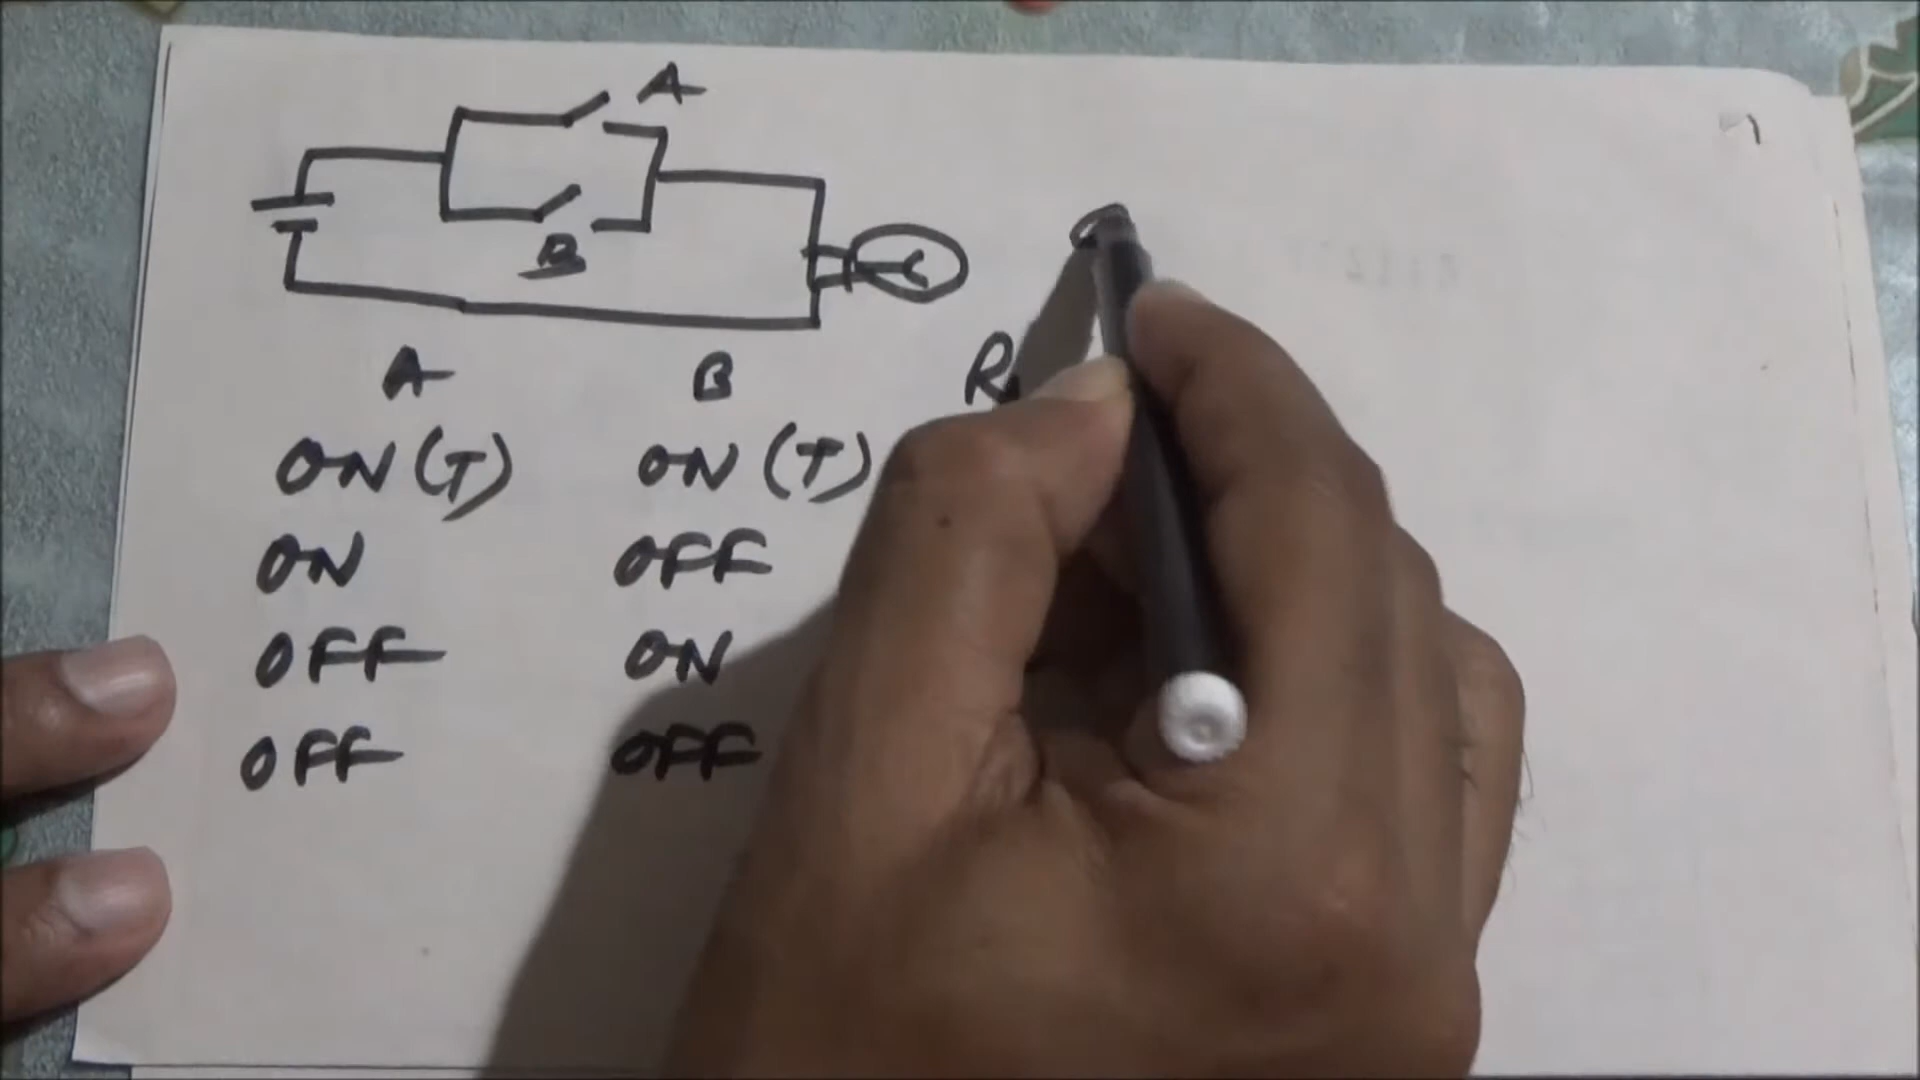 A
B
A B R
ON (T) ON (T)
ON OFF
OFF ON
OFF OFF